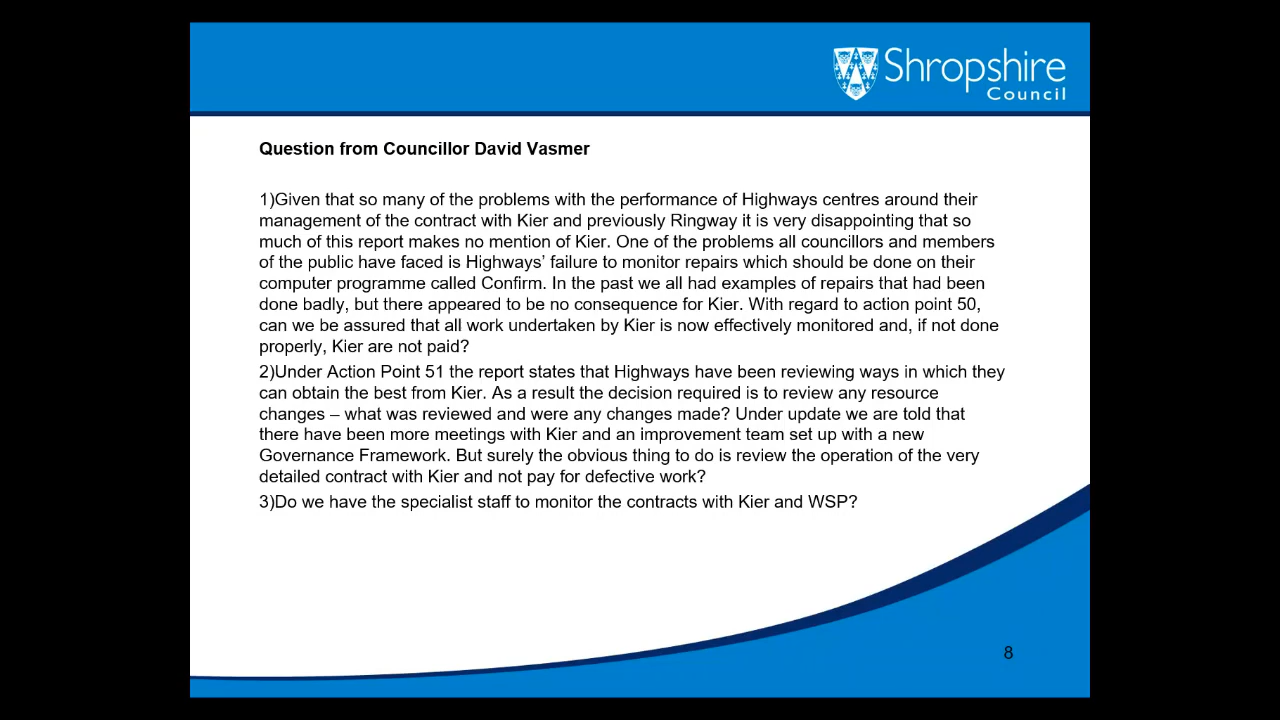 Shropshire
Council
Question from Councillor David Vasmer
1)Given that so many of the problems with the performance of Highways centres around their
management of the contract with Kier and previously Ringway it is very disappointing that so
much of this report makes no mention of Kier. One of the problems all councillors and members
of the public have faced is Highways’ failure to monitor repairs which should be done on their
computer programme called Confirm. In the past we all had examples of repairs that had been
done badly, but there appeared to be no consequence for Kier. With regard to action point 50,
can we be assured that all work undertaken by Kier is now effectively monitored and, if not done
properly, Kier are not paid?
2)Under Action Point 51 the report states that Highways have been reviewing ways in which they
can obtain the best from Kier. As a result the decision required is to review any resource
changes – what was reviewed and were any changes made? Under update we are told that
there have been more meetings with Kier and an improvement team set up with a new
Governance Framework. But surely the obvious thing to do is review the operation of the very
detailed contract with Kier and not pay for defective work?
3)Do we have the specialist staff to monitor the contracts with Kier and WSP?
8